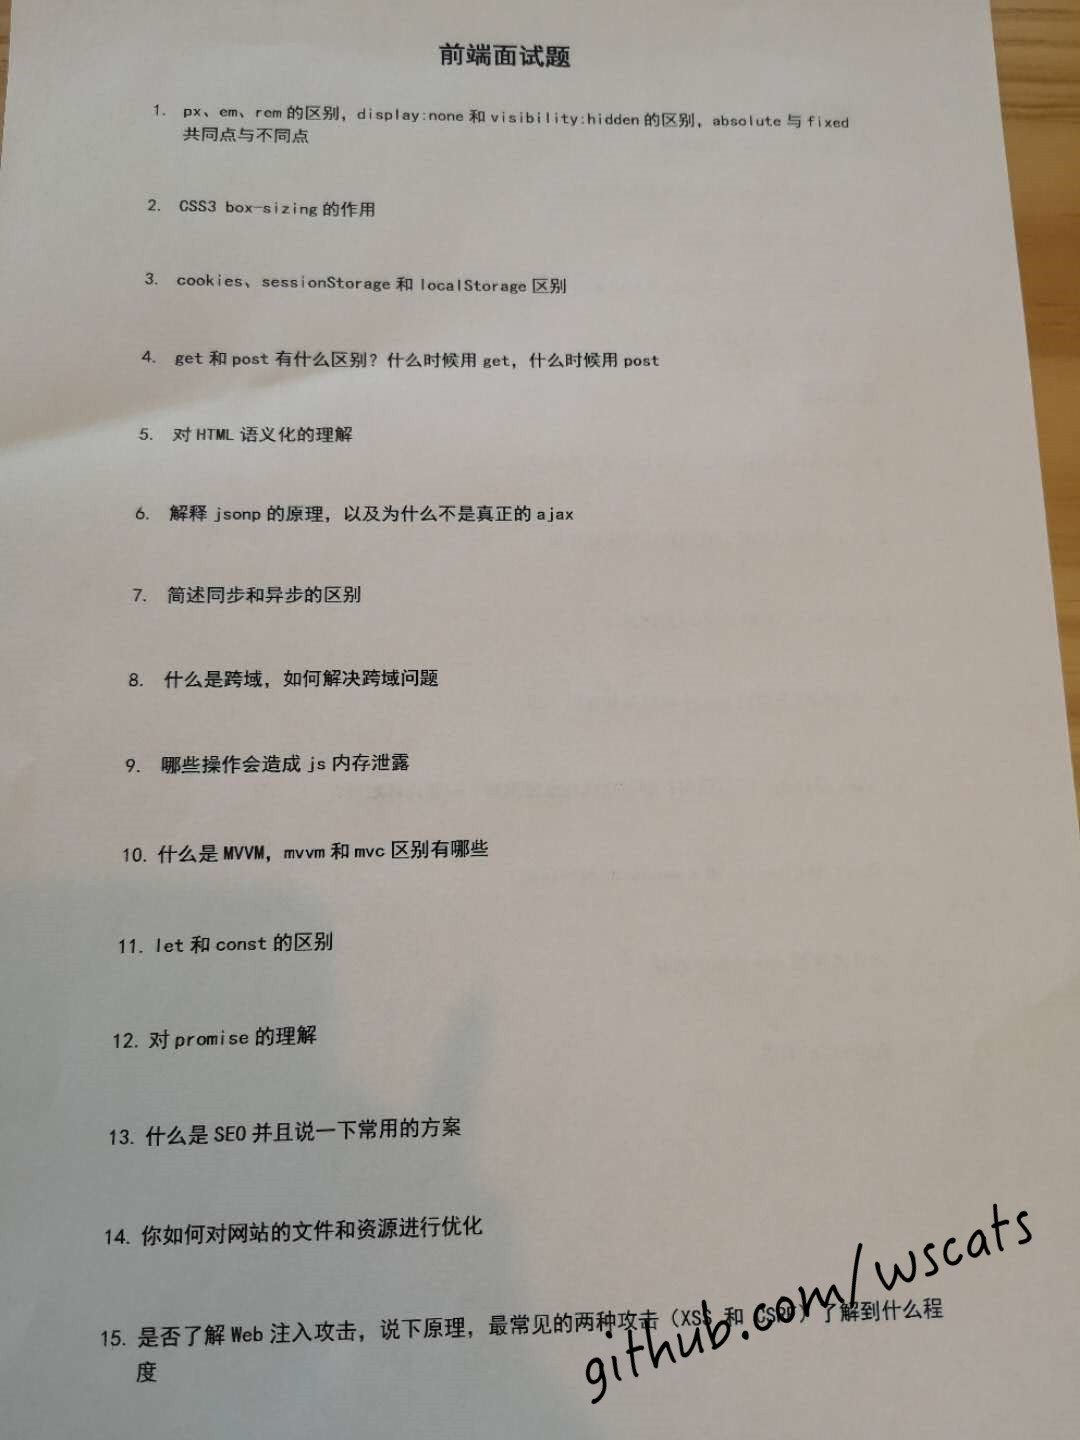 前端面试题
1. px、em、rem 的区别，display:none 和 visibility:hidden 的区别，absolute 与 fixed
共同点与不同点
2. CSS3 box-sizing 的作用
3. cookies、sessionStorage 和 localStorage 区别
4. get 和 post 有什么区别？什么时候用 get，什么时候用 post
5. 对 HTML 语义化的理解
6. 解释 jsonp 的原理，以及为什么不是真正的 ajax
7. 简述同步和异步的区别
8. 什么是跨域，如何解决跨域问题
9. 哪些操作会造成 js 内存泄露
10. 什么是 MVVM，mvvm 和 mvc 区别有哪些
11. let 和 const 的区别
12. 对 promise 的理解
13. 什么是 SEO 并且说一下常用的方案
14. 你如何对网站的文件和资源进行优化
15. 是否了解 Web 注入攻击，说下原理，最常见的两种攻击（XSS 和 CSRF）了解到什么程
度
github.com/wscats